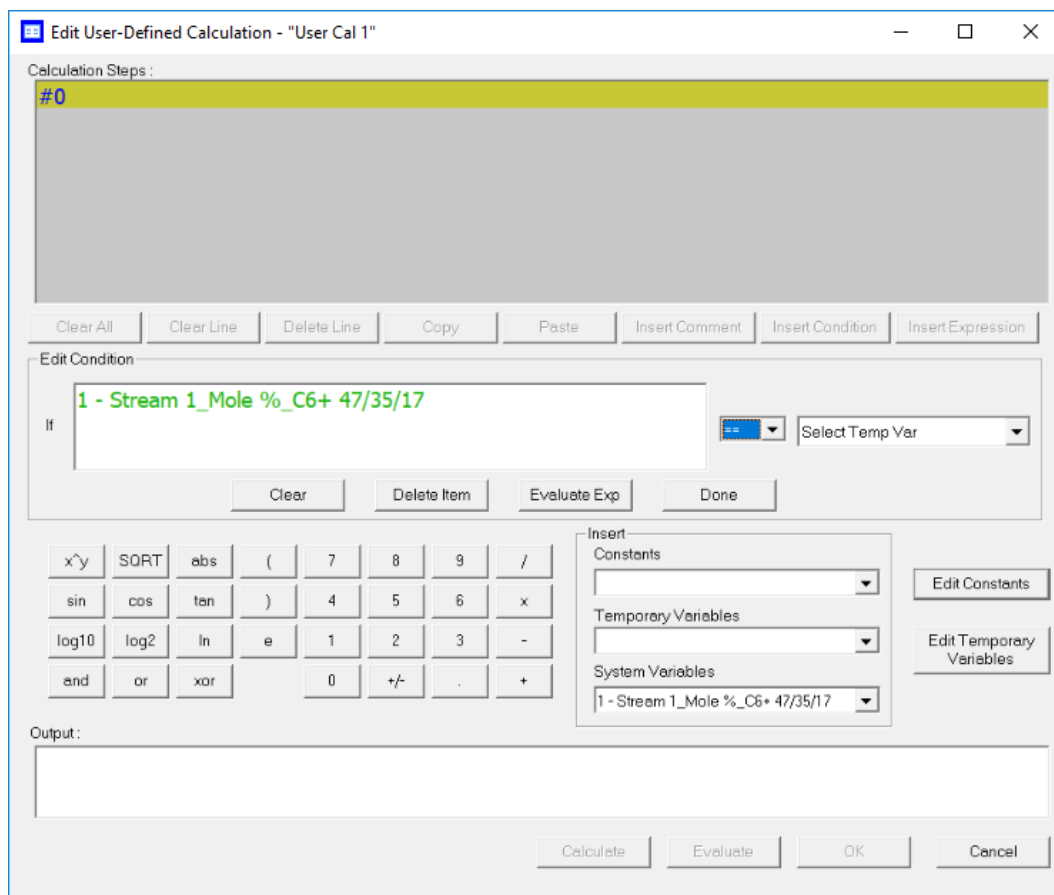 Edit User-Defined Calculation - "User Cal 1"
Calculation Steps :
#0
Clear All Clear Line Delete Line Copy Paste Insert Comment Insert Condition Insert Expression
Edit Condition
If
1 - Stream 1_Mole %_C6+ 47/35/17
== Select Temp Var
Clear Delete Item Evaluate Exp Done
x^y SQRT abs ( 7 8 9 /
sin cos tan ) 4 5 6 x
log10 log2 ln e 1 2 3 -
and or xor 0 +/- . +
Insert
Constants
Temporary Variables
System Variables
1 - Stream 1_Mole %_C6+ 47/35/17
Edit Constants
Edit Temporary
Variables
Output :
Calculate Evaluate OK Cancel